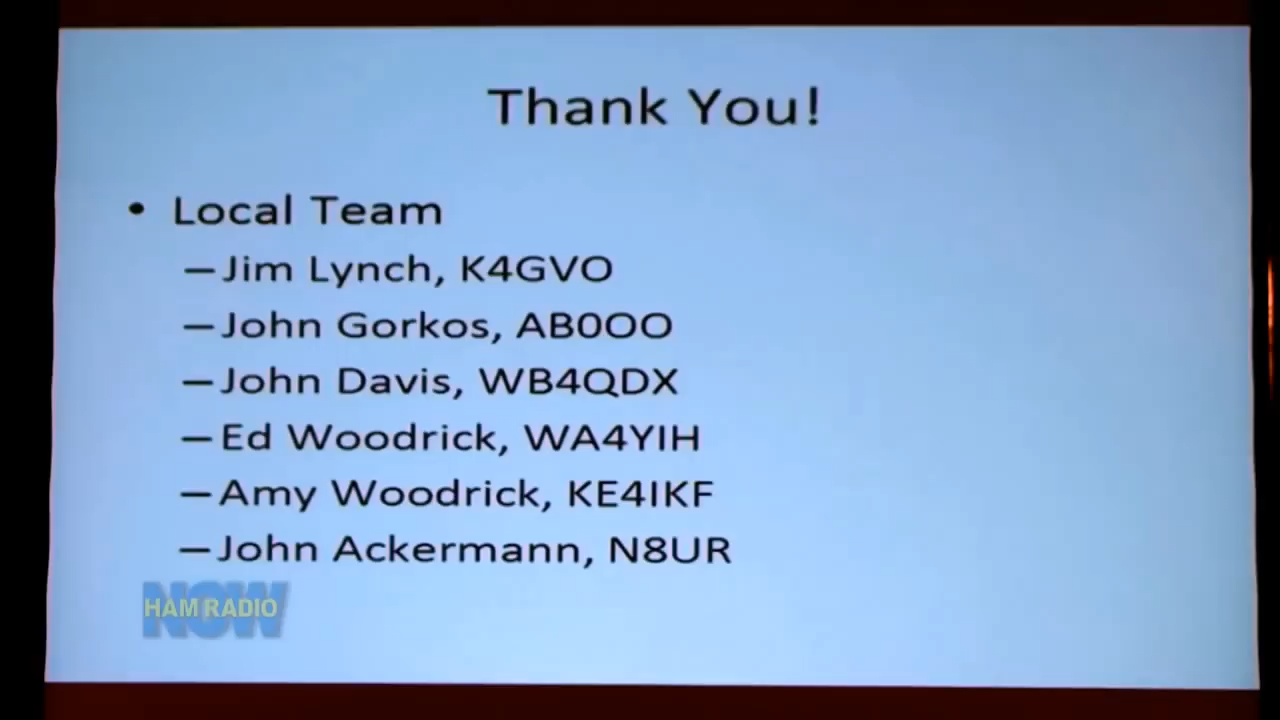 Thank You!
• Local Team
–Jim Lynch, K4GVO
–John Gorkos, AB0OO
–John Davis, WB4QDX
–Ed Woodrick, WA4YIH
–Amy Woodrick, KE4IKF
–John Ackermann, N8UR
HAM RADIO
NOW